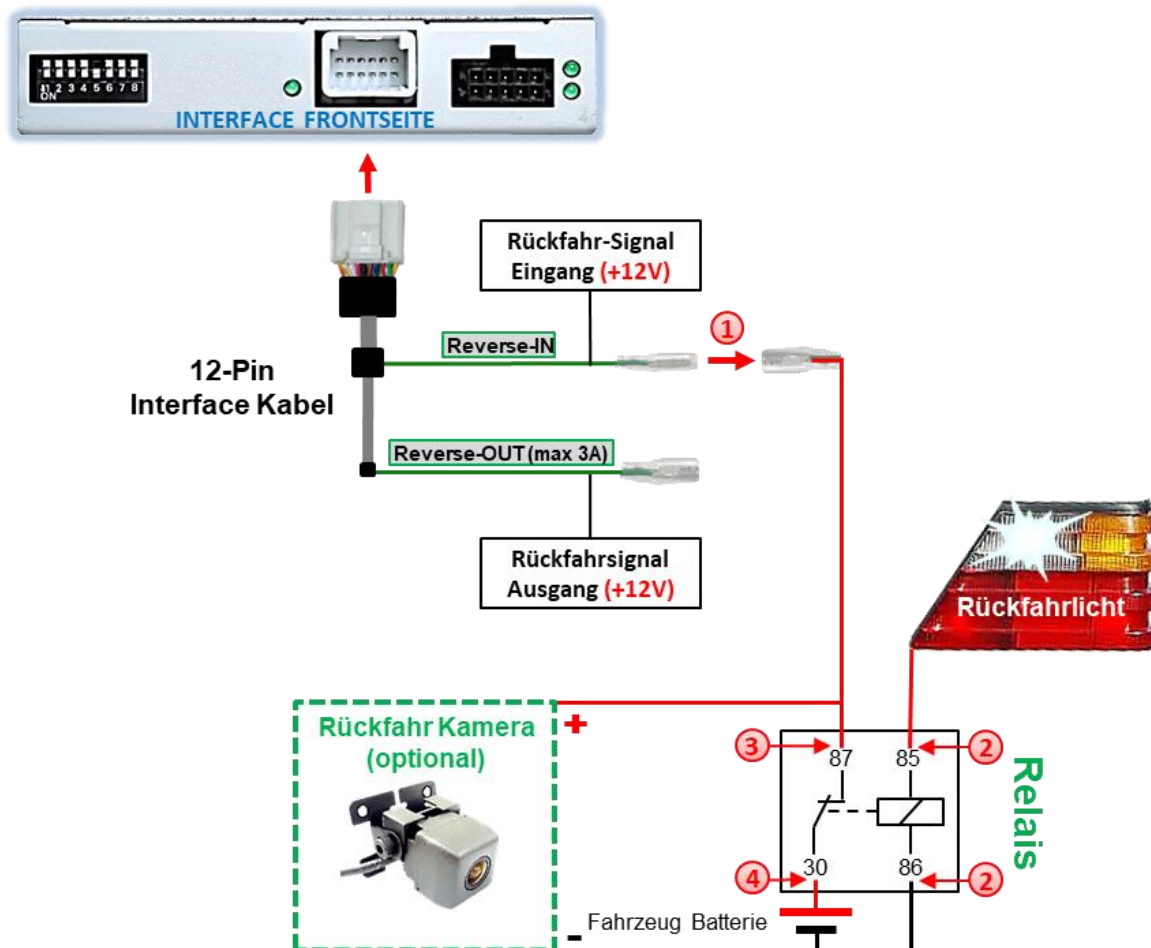 1 2 3 4 5 6 7 8
ON
INTERFACE FRONTSEITE
Rückfahr-Signal
Eingang (+12V)
1
Reverse-IN
12-Pin
Interface Kabel
Reverse-OUT (max 3A)
Rückfahrsignal
Ausgang (+12V)
Rückfahrlicht
Rückfahr Kamera
(optional)
+
3
87
85
2
Relais
30
86
4
2
- Fahrzeug Batterie